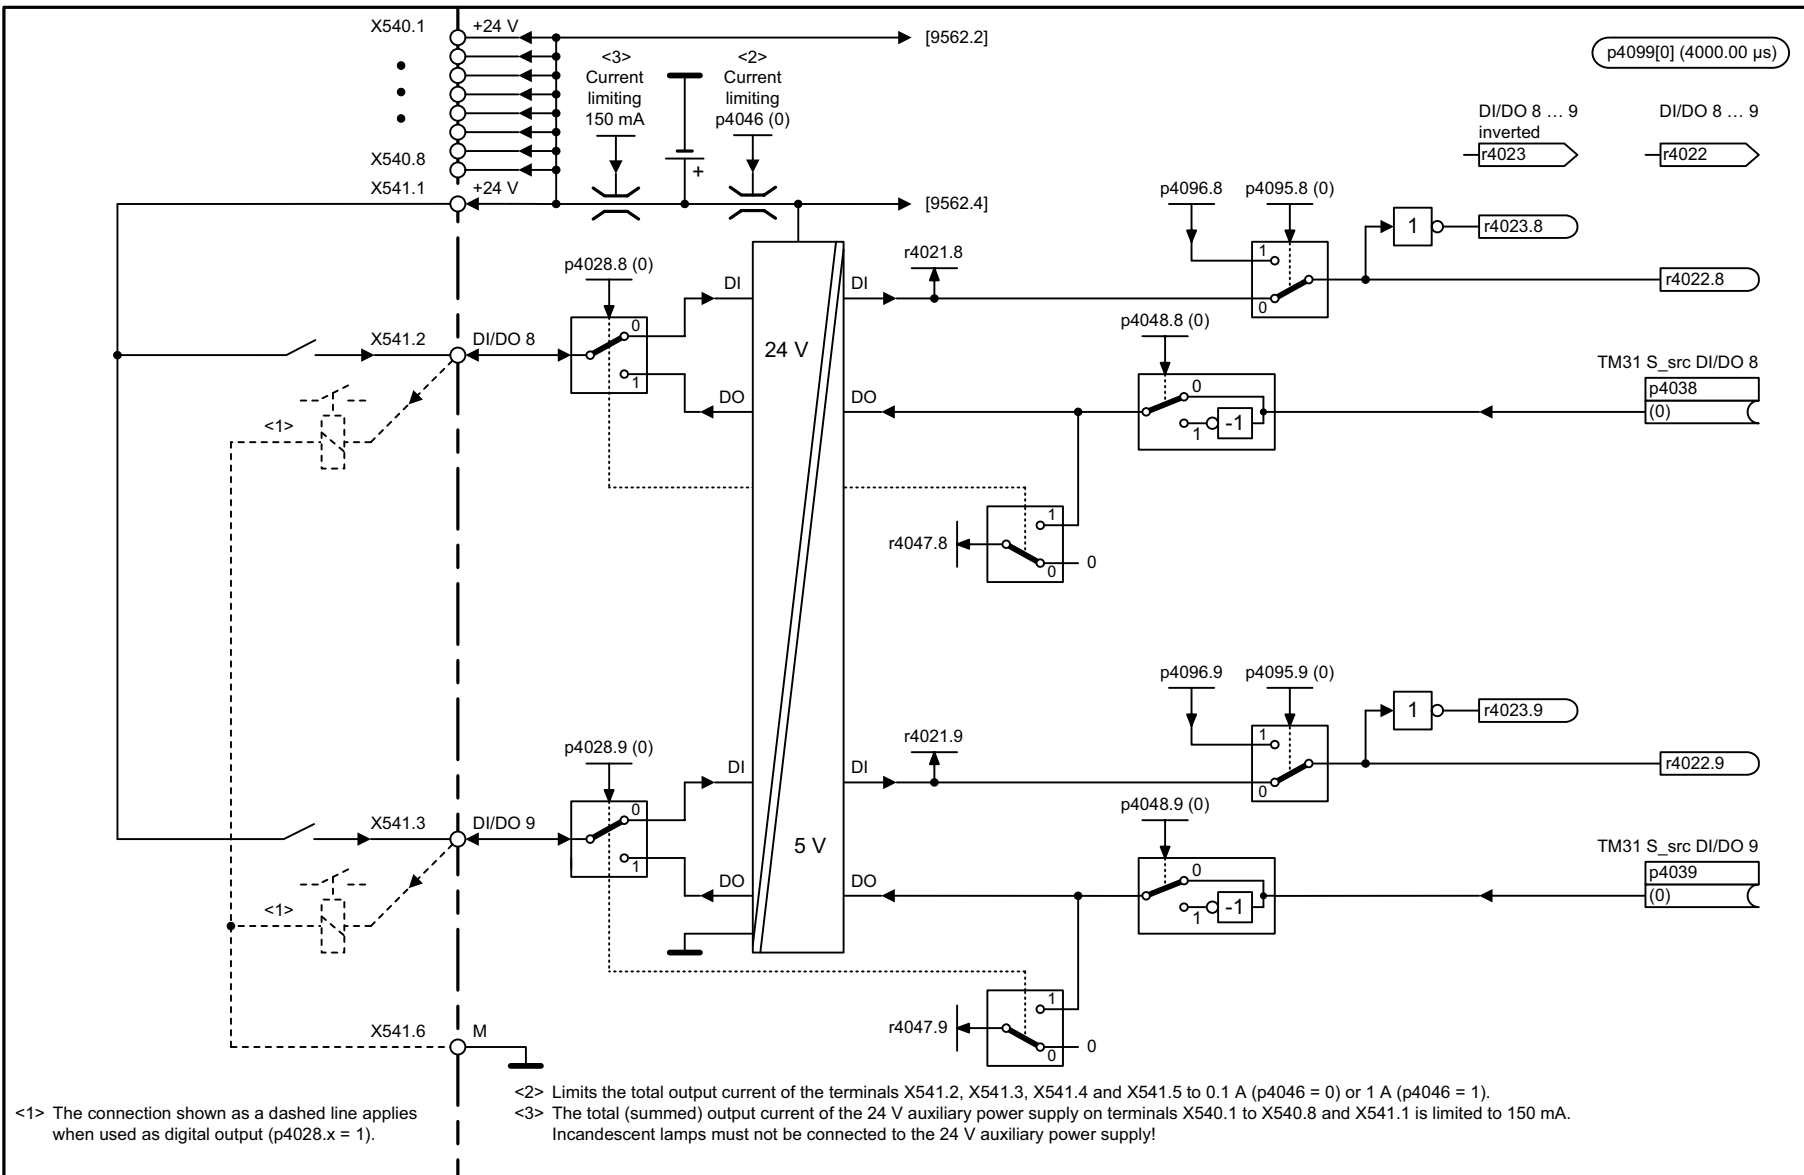 X540.1
+24 V
[9562.2]
p4099[0] (4000.00 µs)
<3>
Current
limiting
150 mA
<2>
Current
limiting
p4046 (0)
DI/DO 8 … 9
inverted
r4023
DI/DO 8 … 9
r4022
X540.8
+
X541.1
+24 V
[9562.4]
p4096.8
p4095.8 (0)
1
0
1
r4023.8
r4022.8
r4021.8
p4028.8 (0)
0
1
DI
DI
24 V
X541.2
DI/DO 8
DO
DO
p4048.8 (0)
0
1
-1
TM31 S_src DI/DO 8
p4038
(0)
<1>
r4047.8
1
0
0
p4096.9
p4095.9 (0)
1
0
1
r4023.9
r4022.9
r4021.9
p4028.9 (0)
0
1
DI
DI
X541.3
DI/DO 9
5 V
DO
DO
p4048.9 (0)
0
1
-1
TM31 S_src DI/DO 9
p4039
(0)
<1>
r4047.9
1
0
0
X541.6
M
<2> Limits the total output current of the terminals X541.2, X541.3, X541.4 and X541.5 to 0.1 A (p4046 = 0) or 1 A (p4046 = 1).
<3> The total (summed) output current of the 24 V auxiliary power supply on terminals X540.1 to X540.8 and X541.1 is limited to 150 mA.
Incandescent lamps must not be connected to the 24 V auxiliary power supply!
<1> The connection shown as a dashed line applies
when used as digital output (p4028.x = 1).